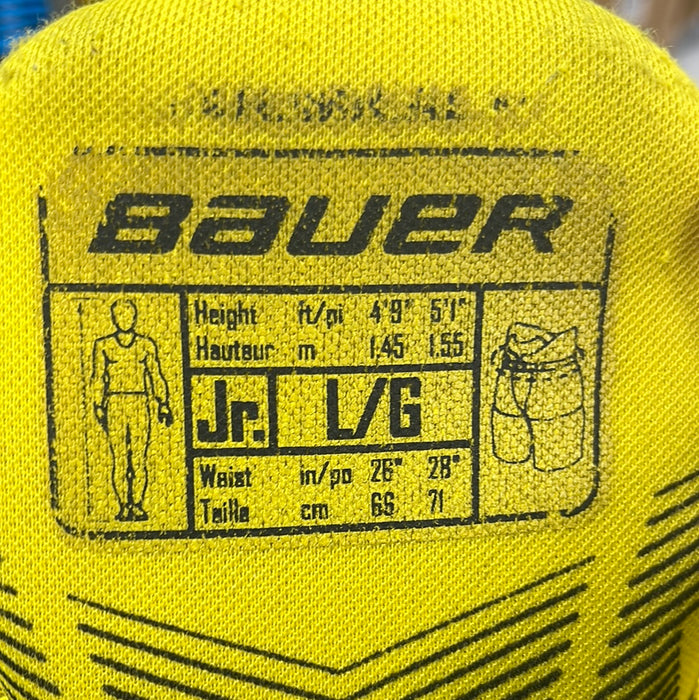 BAUER
Height ft/pi 4'9" 5'1"
Hauteur m 1.45 1.55
Jr. L/G
Waist in/po 26" 28"
Taille cm 66 71